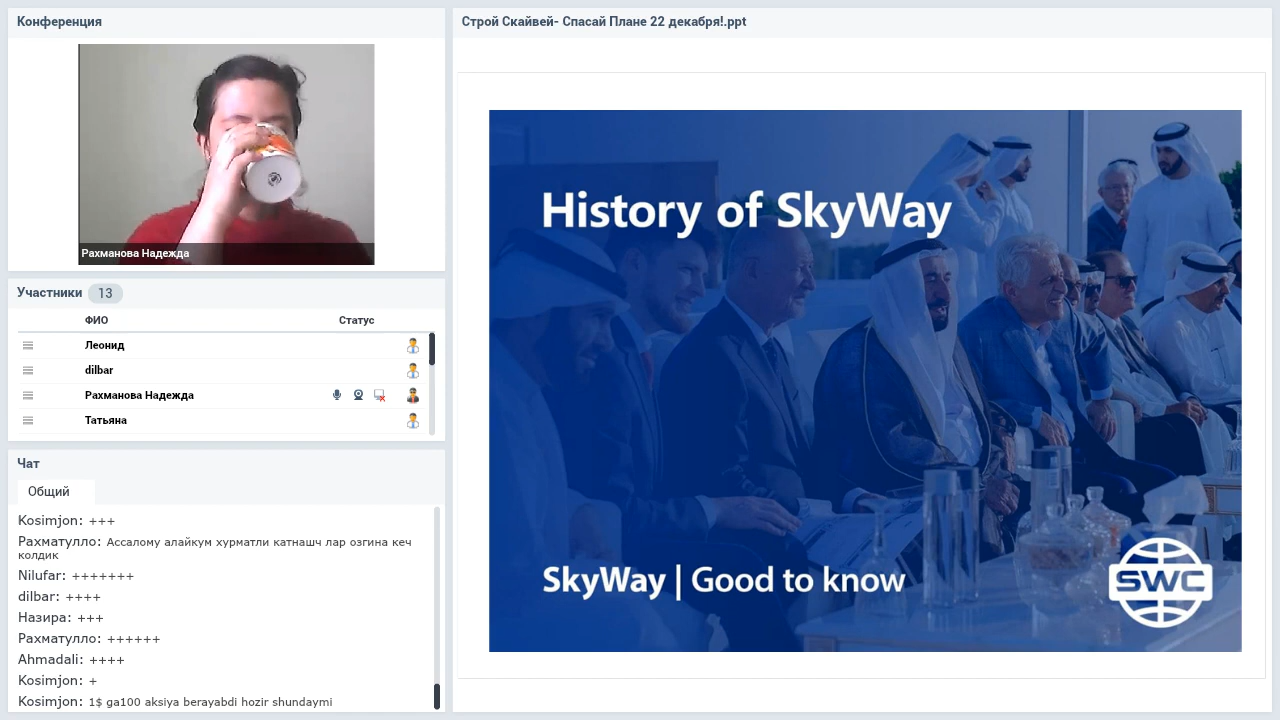 Конференция
Рахманова Надежда
Участники 13
ФИО Статус
Леонид
dilbar
Рахманова Надежда
Татьяна
Чат
Общий
Kosimjon: +++
Рахматулло: Ассалому алайкум хурматли катнашч лар озгина кеч
колдик
Nilufar: +++++++
dilbar: ++++
Назира: +++
Рахматулло: ++++++
Ahmadali: ++++
Kosimjon: +
Kosimjon: 1$ ga100 aksiya berayabdi hozir shundaymi
Строй Скайвей- Спасай Плане 22 декабря!.ppt
History of SkyWay
SkyWay | Good to know
SWC